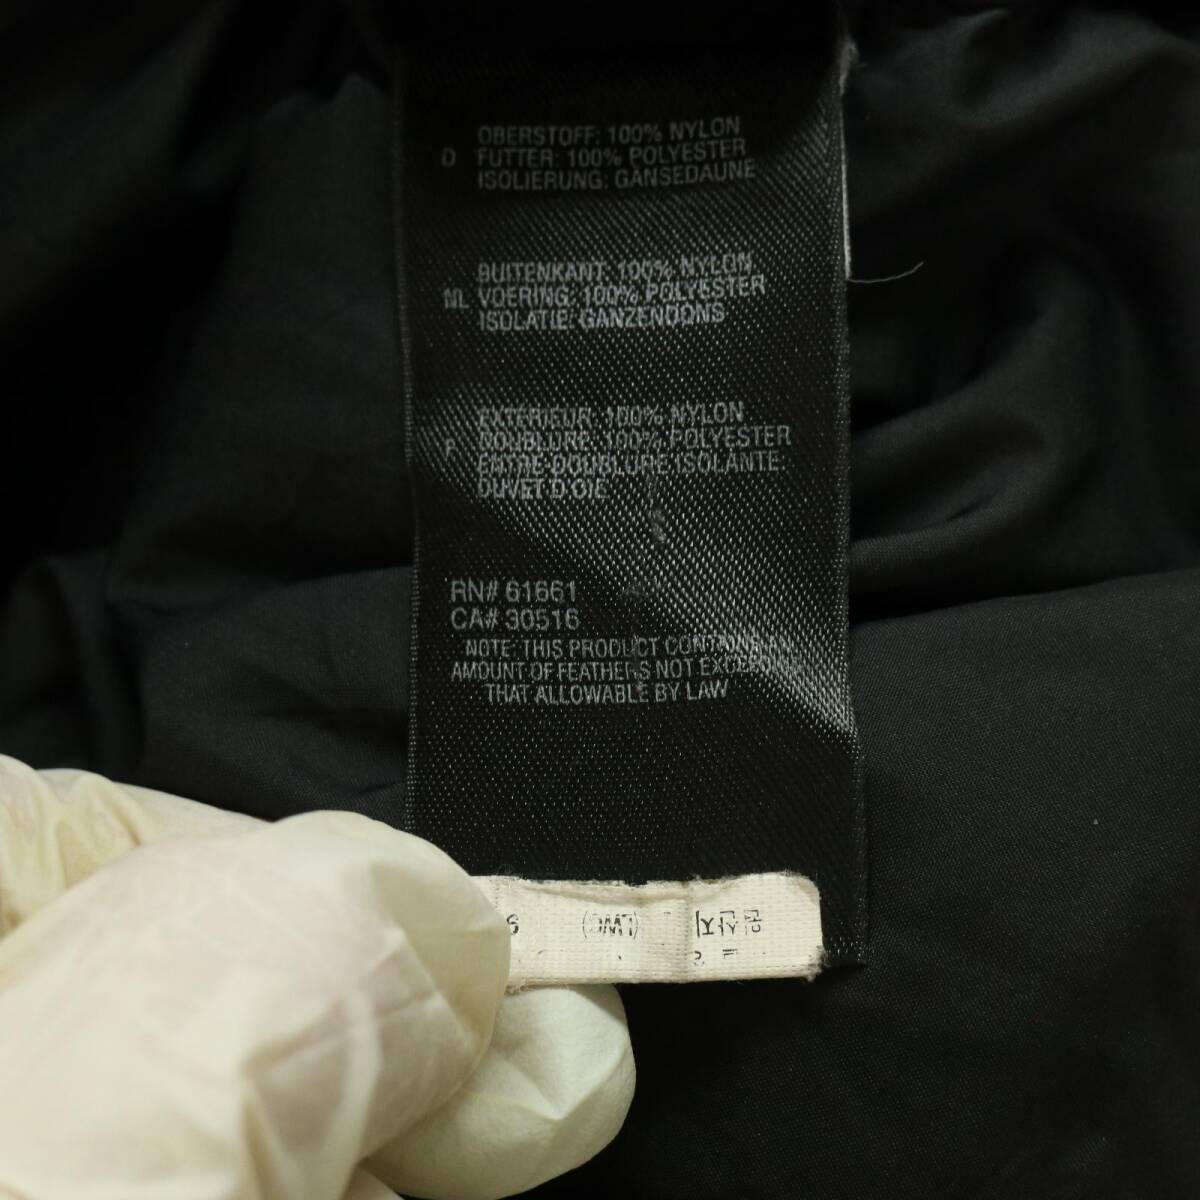 OBERSTOFF: 100% NYLON
D FUTTER: 100% POLYESTER
ISOLIERUNG: GANSEDAUNE
BUITENKANT: 100% NYLON
NL VOERING: 100% POLYESTER
ISOLATIE: GANZENDONS
EXTERIEUR: 100% NYLON
F DOUBLURE: 100% POLYESTER
ENTRE-DOUBLURE ISOLANTE:
DUVET D'OIE
RN# 61661
CA# 30516
NOTE: THIS PRODUCT CONTAINS AN
AMOUNT OF FEATHERS NOT EXCEEDING
THAT ALLOWABLE BY LAW